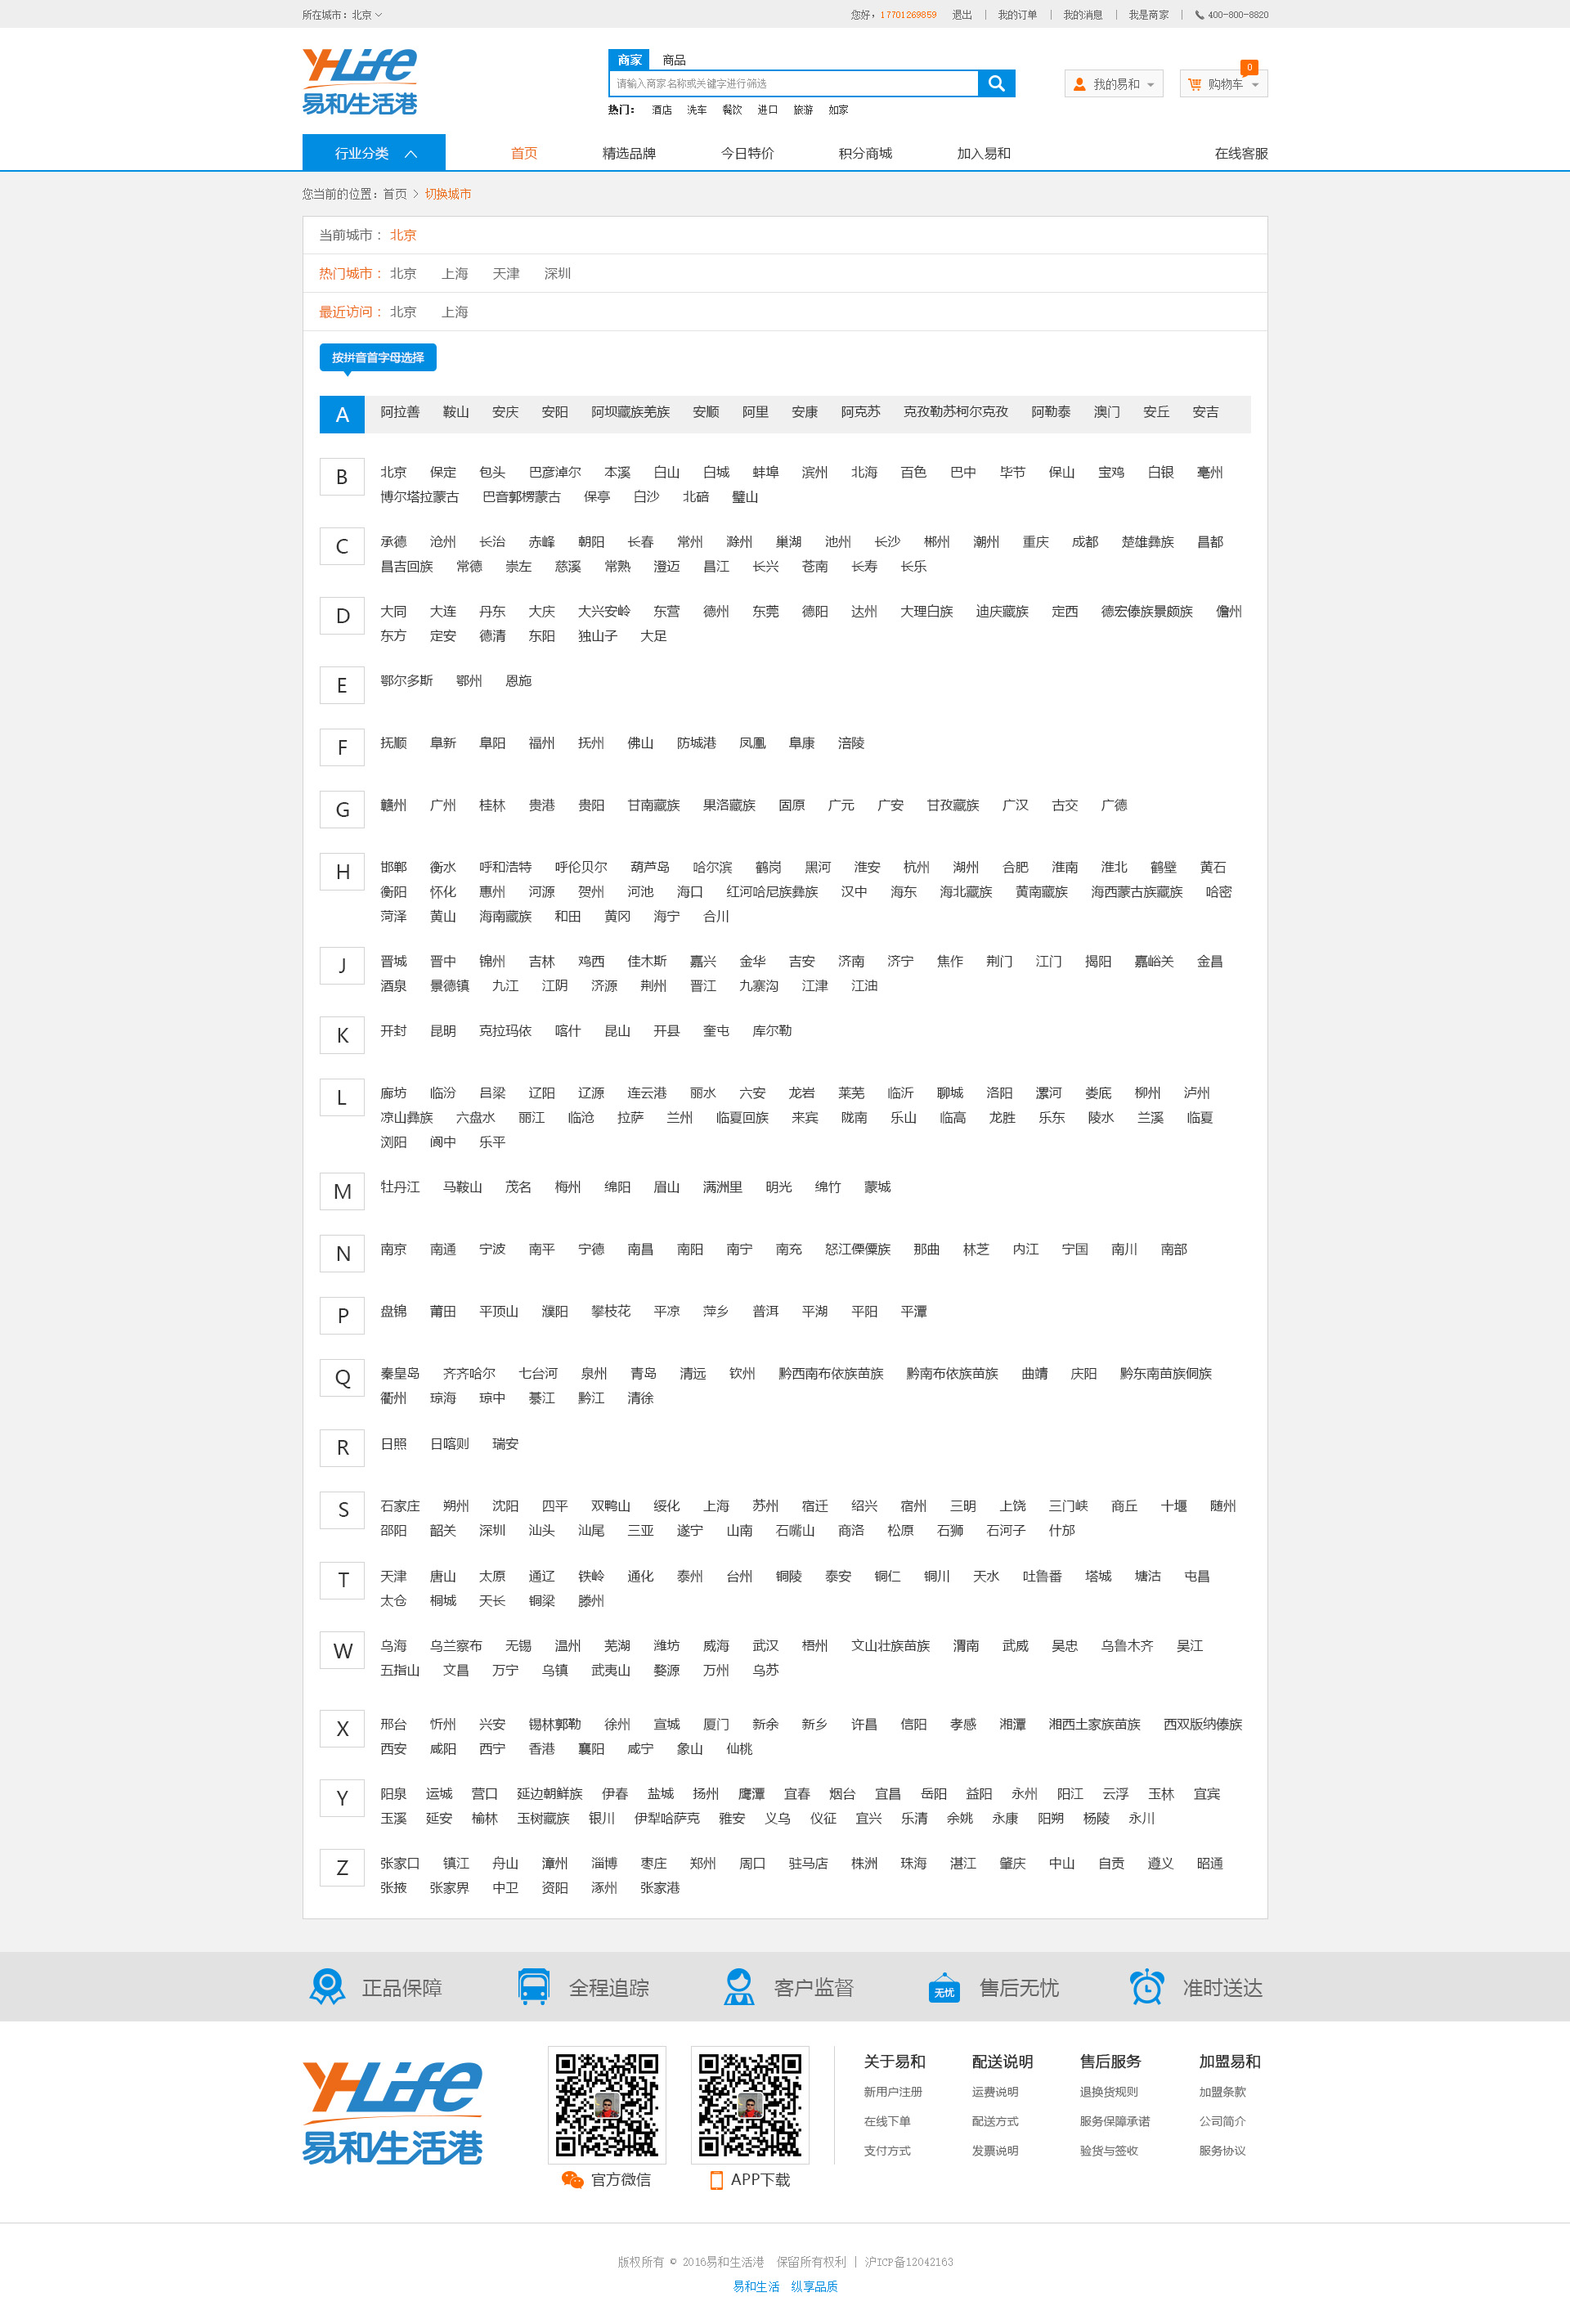 所在城市：北京
您好，17701269859 退出 | 我的订单 | 我的消息 | 我是商家 | 400-800-8820
YHLife
易和生活港
商家 商品
请输入商家名称或关键字进行筛选
热门： 酒店 洗车 餐饮 进口 旅游 如家
我的易和
购物车 0
行业分类 首页 精选品牌 今日特价 积分商城 加入易和 在线客服
您当前的位置：首页 > 切换城市
当前城市： 北京
热门城市： 北京 上海 天津 深圳
最近访问： 北京 上海
按拼音首字母选择
A 阿拉善 鞍山 安庆 安阳 阿坝藏族羌族 安顺 阿里 安康 阿克苏 克孜勒苏柯尔克孜 阿勒泰 澳门 安丘 安吉
B 北京 保定 包头 巴彦淖尔 本溪 白山 白城 蚌埠 滨州 北海 百色 巴中 毕节 保山 宝鸡 白银 亳州
博尔塔拉蒙古 巴音郭楞蒙古 保亭 白沙 北碚 璧山
C 承德 沧州 长治 赤峰 朝阳 长春 常州 滁州 巢湖 池州 长沙 郴州 潮州 重庆 成都 楚雄彝族 昌都
昌吉回族 常德 崇左 慈溪 常熟 澄迈 昌江 长兴 苍南 长寿 长乐
D 大同 大连 丹东 大庆 大兴安岭 东营 德州 东莞 德阳 达州 大理白族 迪庆藏族 定西 德宏傣族景颇族 儋州
东方 定安 德清 东阳 独山子 大足
E 鄂尔多斯 鄂州 恩施
F 抚顺 阜新 阜阳 福州 抚州 佛山 防城港 凤凰 阜康 涪陵
G 赣州 广州 桂林 贵港 贵阳 甘南藏族 果洛藏族 固原 广元 广安 甘孜藏族 广汉 古交 广德
H 邯郸 衡水 呼和浩特 呼伦贝尔 葫芦岛 哈尔滨 鹤岗 黑河 淮安 杭州 湖州 合肥 淮南 淮北 鹤壁 黄石
衡阳 怀化 惠州 河源 贺州 河池 海口 红河哈尼族彝族 汉中 海东 海北藏族 黄南藏族 海西蒙古族藏族 哈密
菏泽 黄山 海南藏族 和田 黄冈 海宁 合川
J 晋城 晋中 锦州 吉林 鸡西 佳木斯 嘉兴 金华 吉安 济南 济宁 焦作 荆门 江门 揭阳 嘉峪关 金昌
酒泉 景德镇 九江 江阴 济源 荆州 晋江 九寨沟 江津 江油
K 开封 昆明 克拉玛依 喀什 昆山 开县 奎屯 库尔勒
L 廊坊 临汾 吕梁 辽阳 辽源 连云港 丽水 六安 龙岩 莱芜 临沂 聊城 洛阳 漯河 娄底 柳州 泸州
凉山彝族 六盘水 丽江 临沧 拉萨 兰州 临夏回族 来宾 陇南 乐山 临高 龙胜 乐东 陵水 兰溪 临夏
浏阳 阆中 乐平
M 牡丹江 马鞍山 茂名 梅州 绵阳 眉山 满洲里 明光 绵竹 蒙城
N 南京 南通 宁波 南平 宁德 南昌 南阳 南宁 南充 怒江傈僳族 那曲 林芝 内江 宁国 南川 南部
P 盘锦 莆田 平顶山 濮阳 攀枝花 平凉 萍乡 普洱 平湖 平阳 平潭
Q 秦皇岛 齐齐哈尔 七台河 泉州 青岛 清远 钦州 黔西南布依族苗族 黔南布依族苗族 曲靖 庆阳 黔东南苗族侗族
衢州 琼海 琼中 綦江 黔江 清徐
R 日照 日喀则 瑞安
S 石家庄 朔州 沈阳 四平 双鸭山 绥化 上海 苏州 宿迁 绍兴 宿州 三明 上饶 三门峡 商丘 十堰 随州
邵阳 韶关 深圳 汕头 汕尾 三亚 遂宁 山南 石嘴山 商洛 松原 石狮 石河子 什邡
T 天津 唐山 太原 通辽 铁岭 通化 泰州 台州 铜陵 泰安 铜仁 铜川 天水 吐鲁番 塔城 塘沽 屯昌
太仓 桐城 天长 铜梁 滕州
W 乌海 乌兰察布 无锡 温州 芜湖 潍坊 威海 武汉 梧州 文山壮族苗族 渭南 武威 吴忠 乌鲁木齐 吴江
五指山 文昌 万宁 乌镇 武夷山 婺源 万州 乌苏
X 邢台 忻州 兴安 锡林郭勒 徐州 宣城 厦门 新余 新乡 许昌 信阳 孝感 湘潭 湘西土家族苗族 西双版纳傣族
西安 咸阳 西宁 香港 襄阳 咸宁 象山 仙桃
Y 阳泉 运城 营口 延边朝鲜族 伊春 盐城 扬州 鹰潭 宜春 烟台 宜昌 岳阳 益阳 永州 阳江 云浮 玉林 宜宾
玉溪 延安 榆林 玉树藏族 银川 伊犁哈萨克 雅安 义乌 仪征 宜兴 乐清 余姚 永康 阳朔 杨陵 永川
Z 张家口 镇江 舟山 漳州 淄博 枣庄 郑州 周口 驻马店 株洲 珠海 湛江 肇庆 中山 自贡 遵义 昭通
张掖 张家界 中卫 资阳 涿州 张家港
正品保障 全程追踪 客户监督 无忧 售后无忧 准时送达
YHLife
易和生活港
官方微信 APP下载
关于易和 配送说明 售后服务 加盟易和
新用户注册 运费说明 退换货规则 加盟条款
在线下单 配送方式 服务保障承诺 公司简介
支付方式 发票说明 验货与签收 服务协议
版权所有 © 2016易和生活港 保留所有权利 | 沪ICP备12042163
易和生活 纵享品质